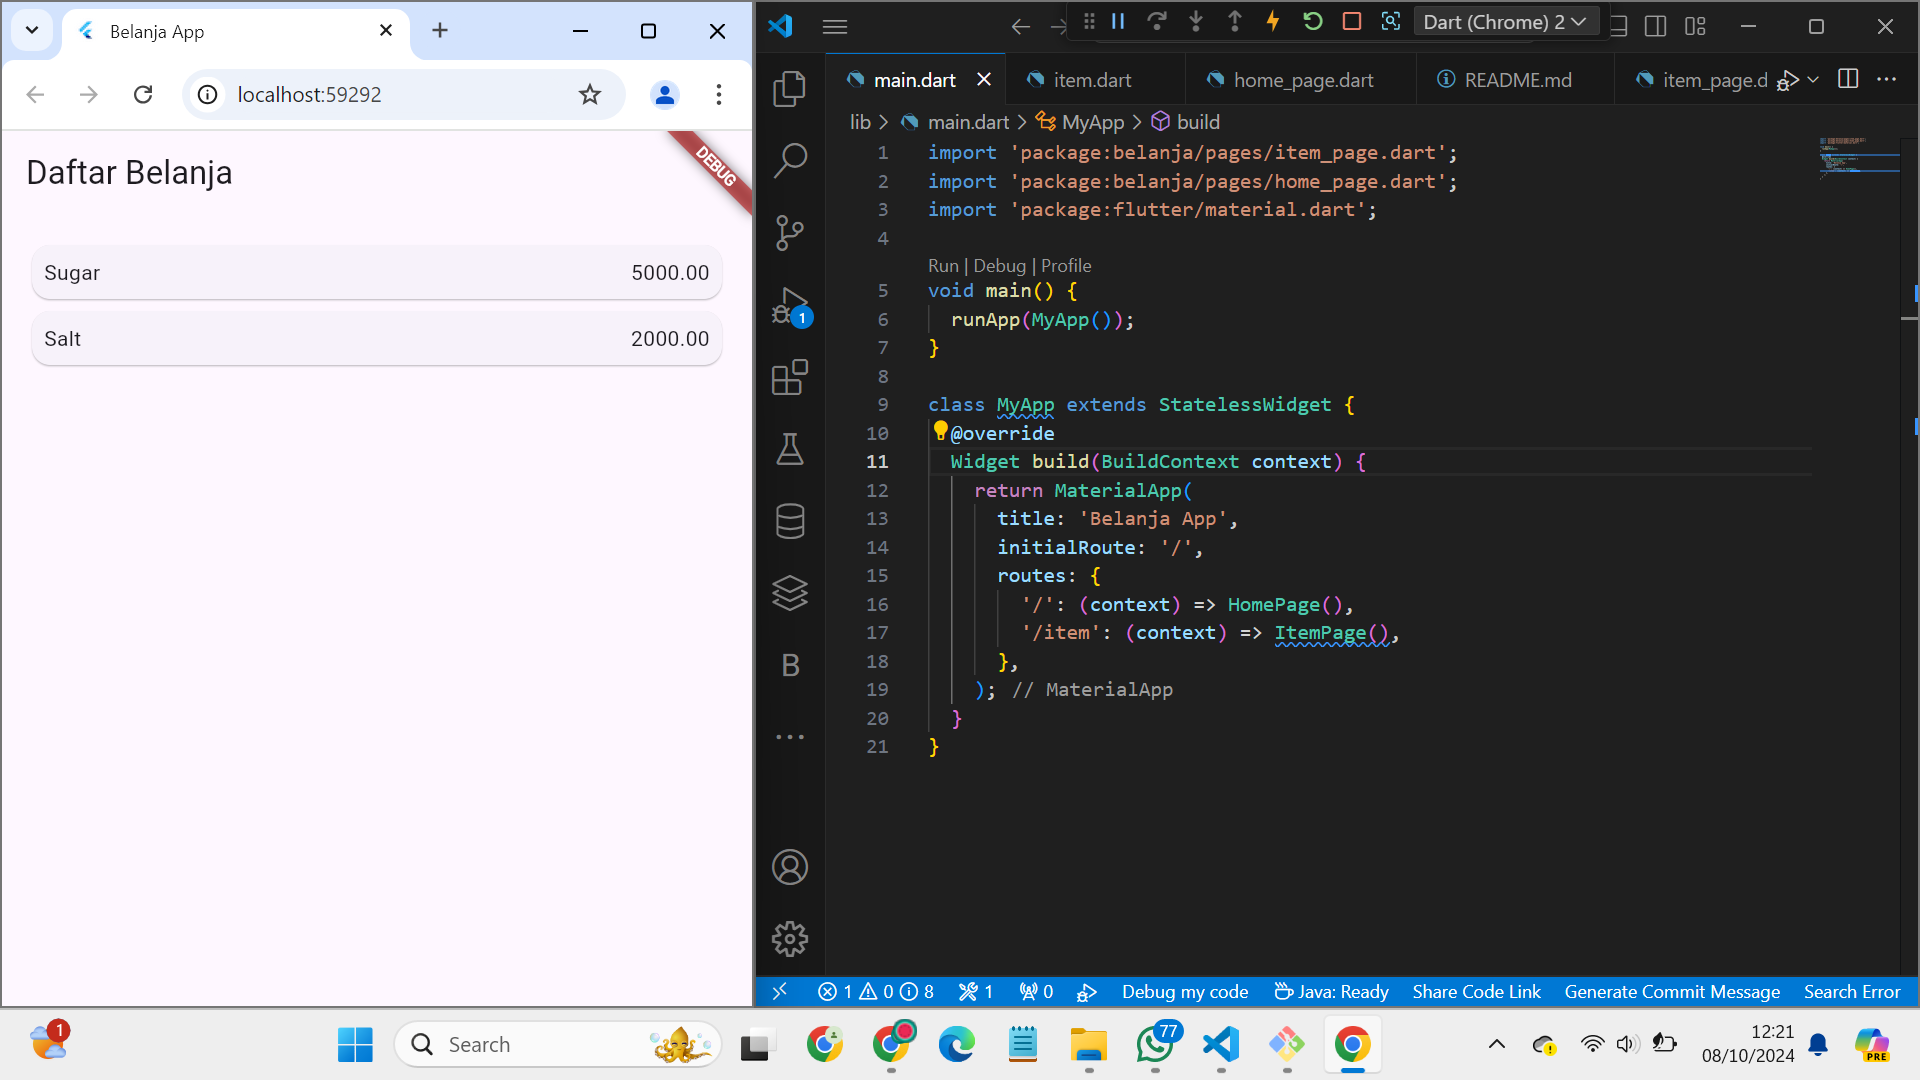 Belanja App
localhost:59292
DEBUG
Daftar Belanja
Sugar 5000.00
Salt 2000.00
Dart (Chrome) 2
main.dart item.dart home_page.dart README.md item_page.d
lib > main.dart > MyApp > build
1 import 'package:belanja/pages/item_page.dart';
2 import 'package:belanja/pages/home_page.dart';
3 import 'package:flutter/material.dart';
4
Run | Debug | Profile
5 void main() {
6 runApp(MyApp());
7 }
8
9 class MyApp extends StatelessWidget {
10 @override
11 Widget build(BuildContext context) {
12 return MaterialApp(
13 title: 'Belanja App',
14 initialRoute: '/',
15 routes: {
16 '/': (context) => HomePage(),
17 '/item': (context) => ItemPage(),
18 },
19 ); // MaterialApp
20 }
21 }
1
B
1 0 8 1 0 Debug my code Java: Ready Share Code Link Generate Commit Message Search Error
1
Search
77
12:21
08/10/2024
PRE